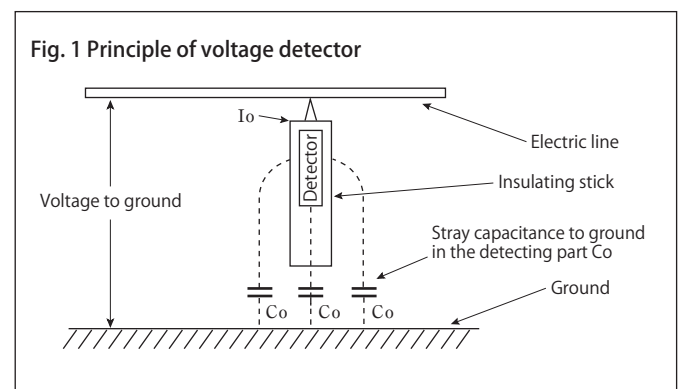 Fig. 1 Principle of voltage detector
Io
Electric line
Detector
Insulating stick
Voltage to ground
Stray capacitance to ground
in the detecting part Co
Ground
Co
Co
Co